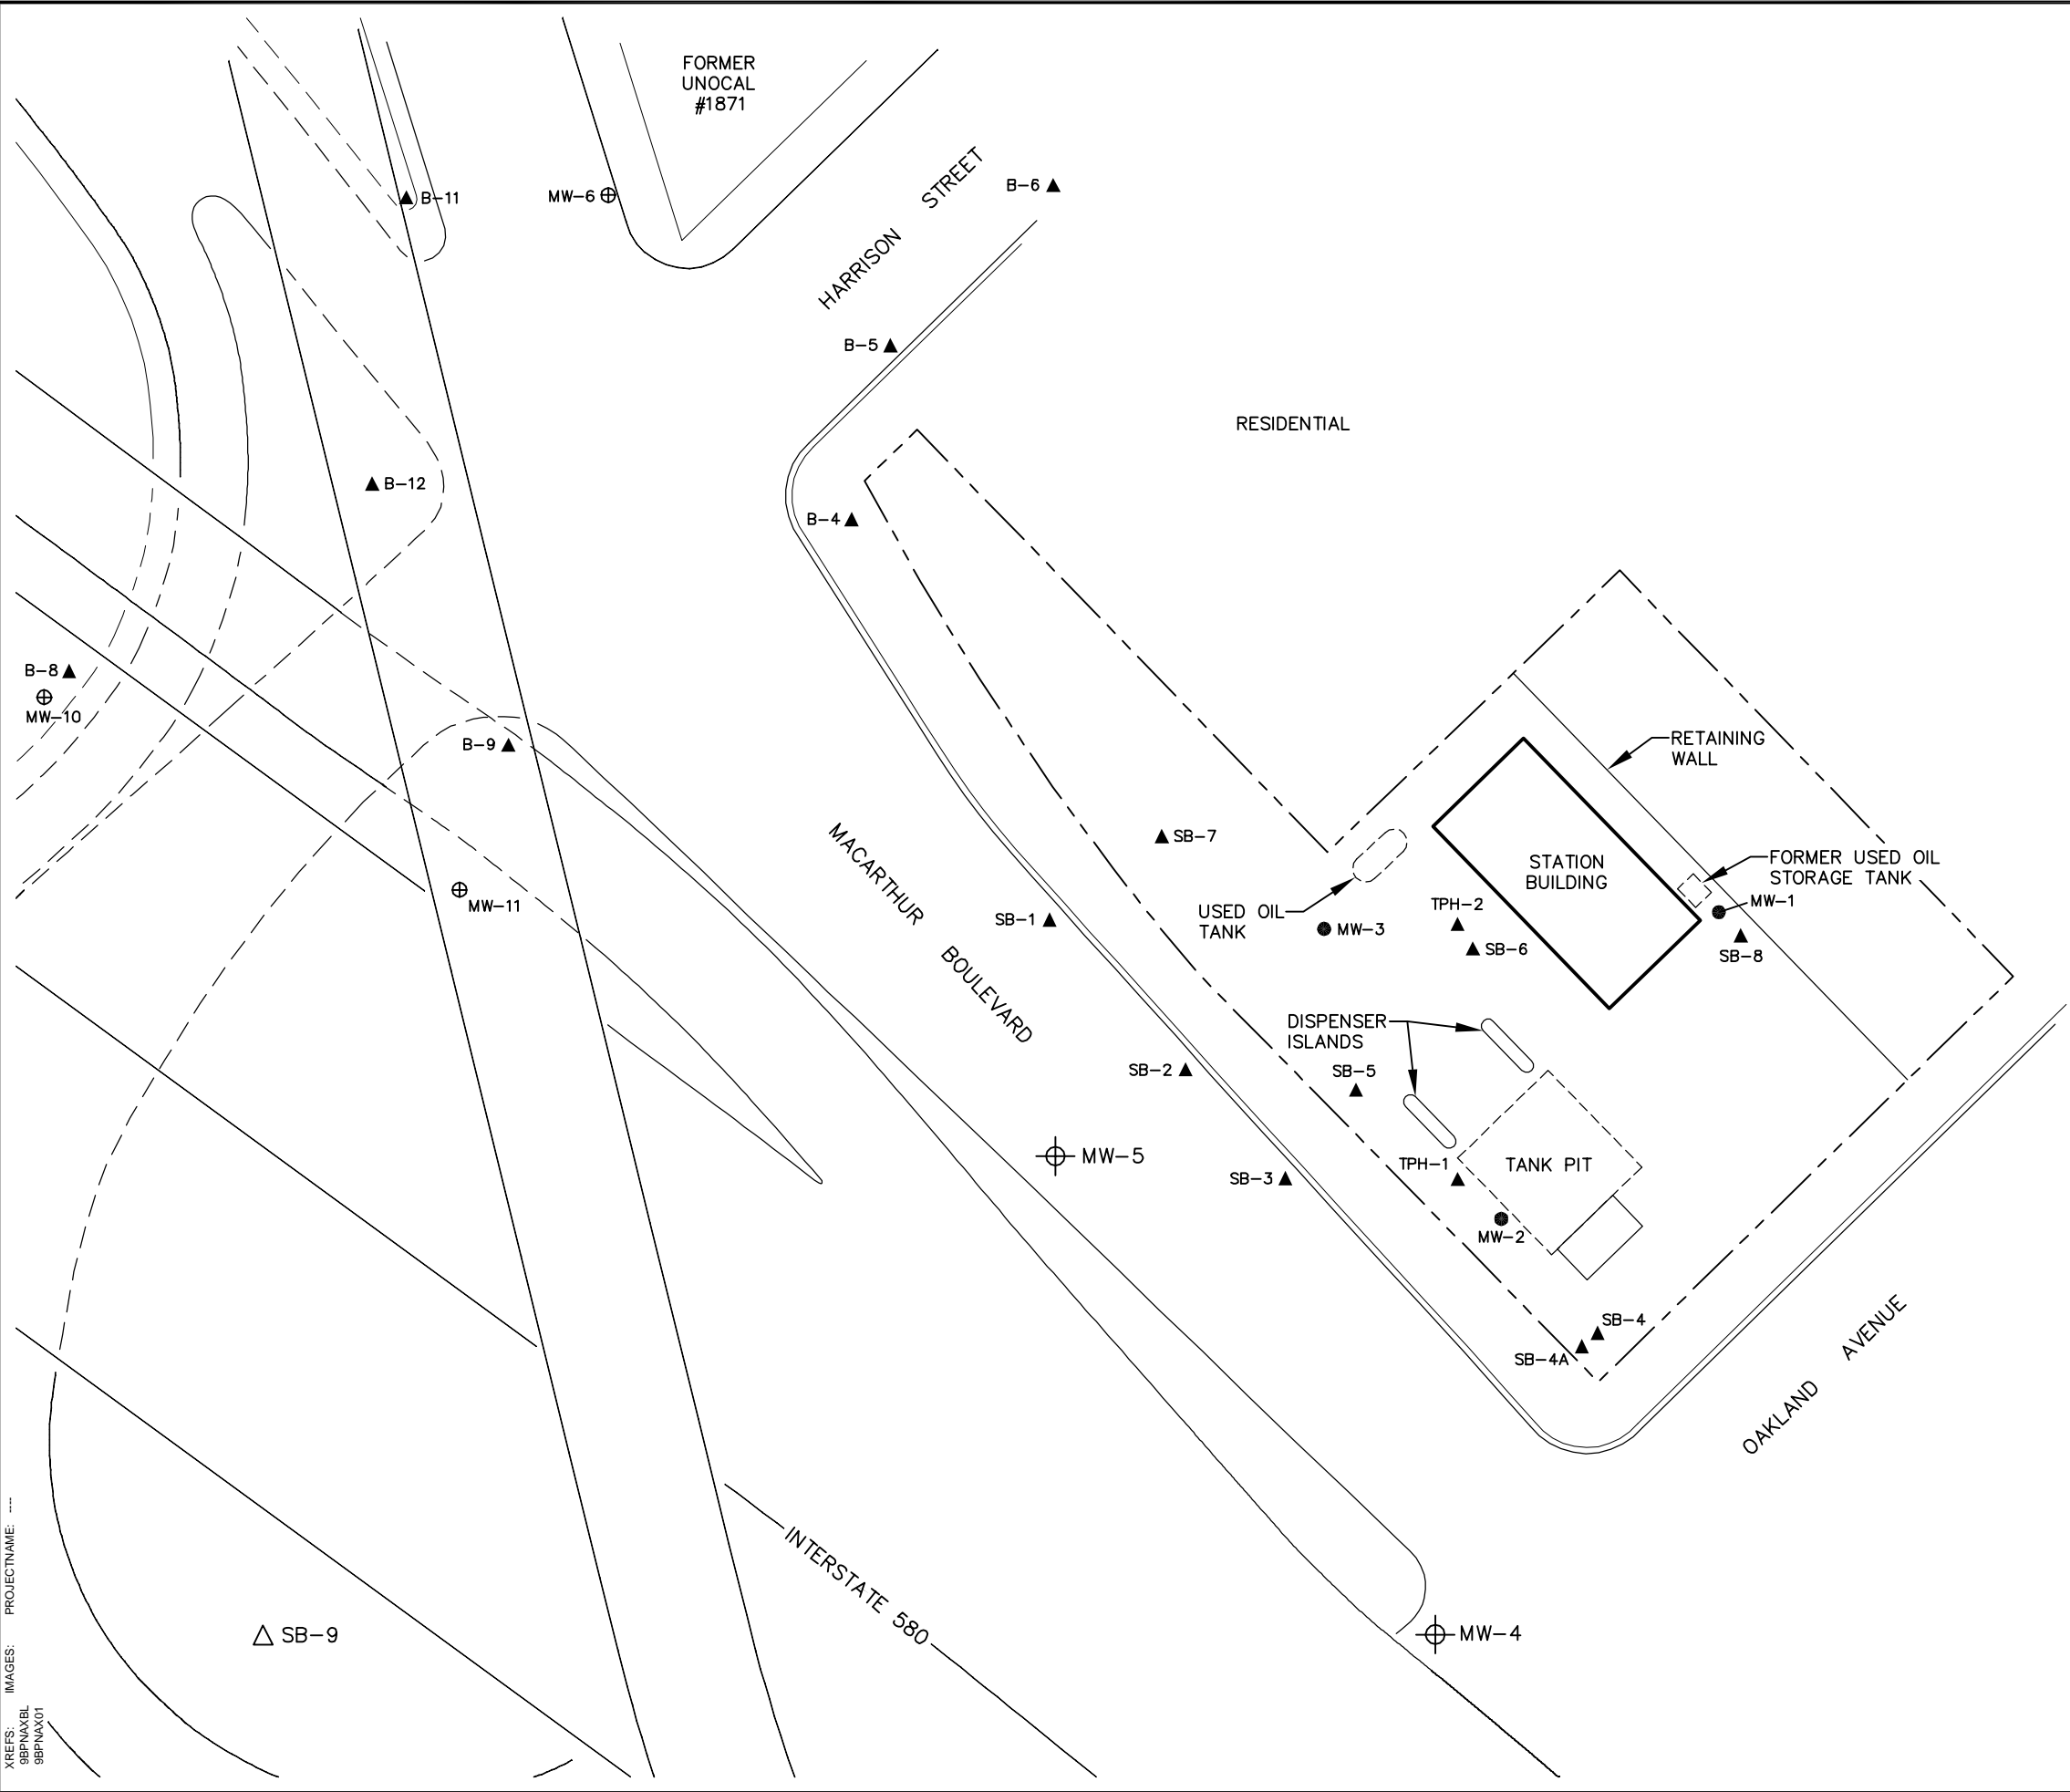 FORMER
UNOCAL
#1871
HARRISON STREET
B-6
B-11
MW-6
B-5
RESIDENTIAL
B-12
B-4
B-8
MW-10
B-9
RETAINING
WALL
MACARTHUR BOULEVARD
SB-7
STATION
BUILDING
FORMER USED OIL
STORAGE TANK
MW-1
MW-11
SB-1
USED OIL
TANK
MW-3
TPH-2
SB-6
SB-8
DISPENSER
ISLANDS
SB-2
SB-5
MW-5
TPH-1
TANK PIT
SB-3
MW-2
SB-4
SB-4A
OAKLAND AVENUE
INTERSTATE 580
SB-9
MW-4
XREFS: IMAGES: PROJECTNAME: ----
9BPNAXBL
9BPNAX01